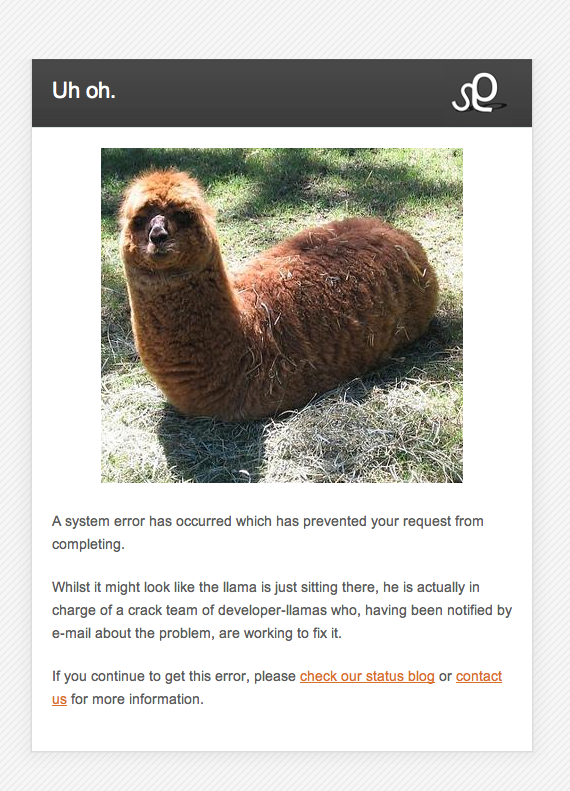 Uh oh.
A system error has occurred which has prevented your request from
completing.
Whilst it might look like the llama is just sitting there, he is actually in
charge of a crack team of developer-llamas who, having been notified by
e-mail about the problem, are working to fix it.
If you continue to get this error, please check our status blog or contact
us for more information.